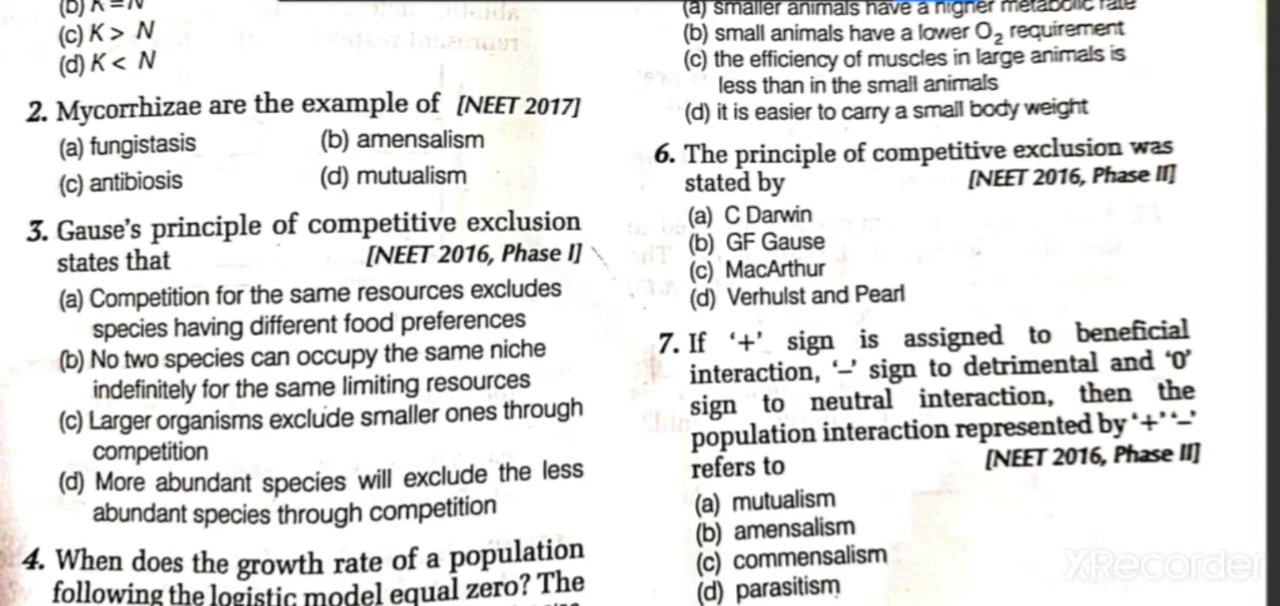 (b) K = N
(c) K > N
(d) K < N
2. Mycorrhizae are the example of [NEET 2017]
(a) fungistasis (b) amensalism
(c) antibiosis (d) mutualism
3. Gause's principle of competitive exclusion
states that [NEET 2016, Phase I]
(a) Competition for the same resources excludes
species having different food preferences
(b) No two species can occupy the same niche
indefinitely for the same limiting resources
(c) Larger organisms exclude smaller ones through
competition
(d) More abundant species will exclude the less
abundant species through competition
4. When does the growth rate of a population
following the logistic model equal zero? The
(a) smaller animals have a higher metabolic rate
(b) small animals have a lower O₂ requirement
(c) the efficiency of muscles in large animals is
less than in the small animals
(d) it is easier to carry a small body weight
6. The principle of competitive exclusion was
stated by [NEET 2016, Phase II]
(a) C Darwin
(b) GF Gause
(c) MacArthur
(d) Verhulst and Pearl
7. If '+' sign is assigned to beneficial
interaction, '–' sign to detrimental and '0'
sign to neutral interaction, then the
population interaction represented by '+' '–'
refers to [NEET 2016, Phase II]
(a) mutualism
(b) amensalism
(c) commensalism
(d) parasitism
XRecorder